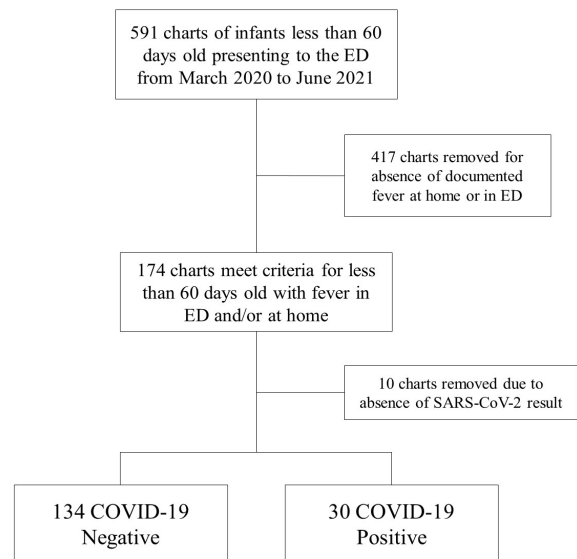 591 charts of infants less than 60
days old presenting to the ED
from March 2020 to June 2021
417 charts removed for
absence of documented
fever at home or in ED
174 charts meet criteria for less
than 60 days old with fever in
ED and/or at home
10 charts removed due to
absence of SARS-CoV-2 result
134 COVID-19
Negative
30 COVID-19
Positive